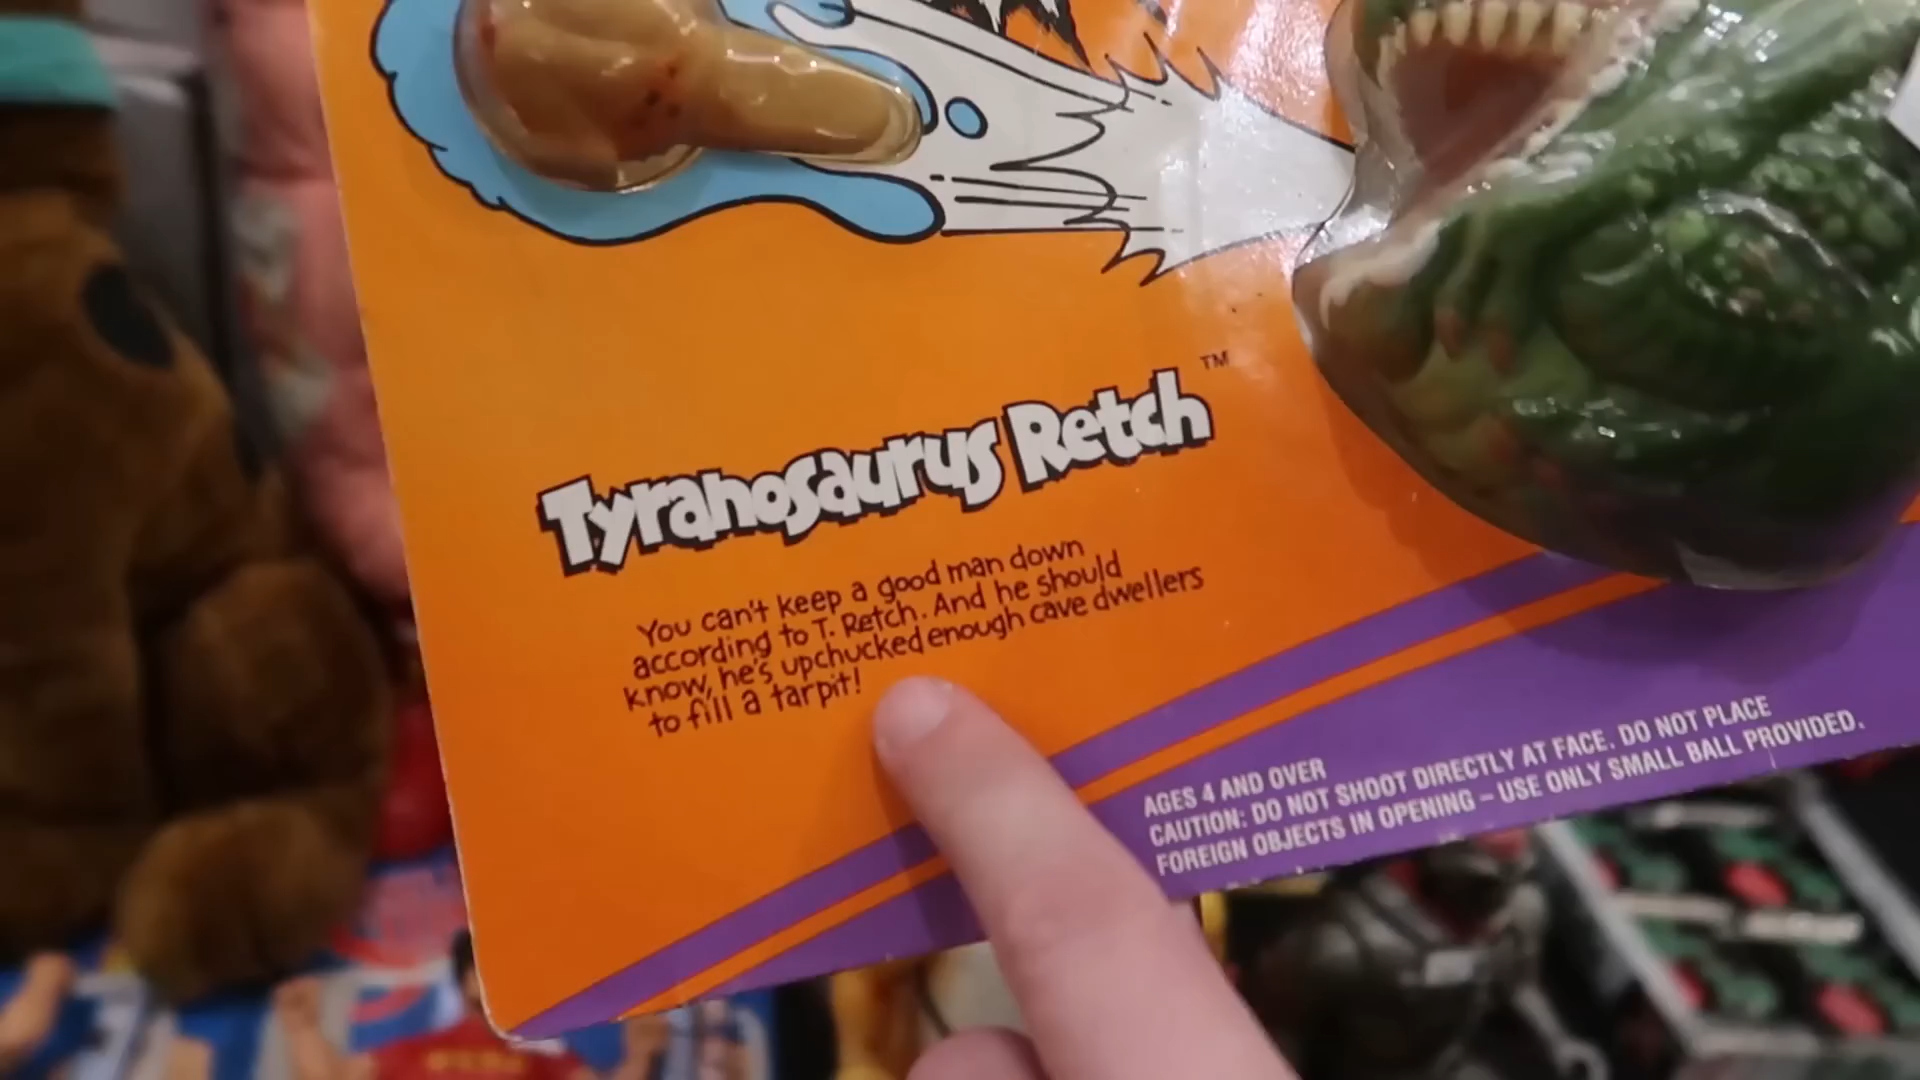 Tyranosaurus Retch™
You can't keep a good man down
according to T. Retch. And he should
know, he's upchucked enough cave dwellers
to fill a tarpit!
AGES 4 AND OVER
CAUTION: DO NOT SHOOT DIRECTLY AT FACE. DO NOT PLACE
FOREIGN OBJECTS IN OPENING – USE ONLY SMALL BALL PROVIDED.